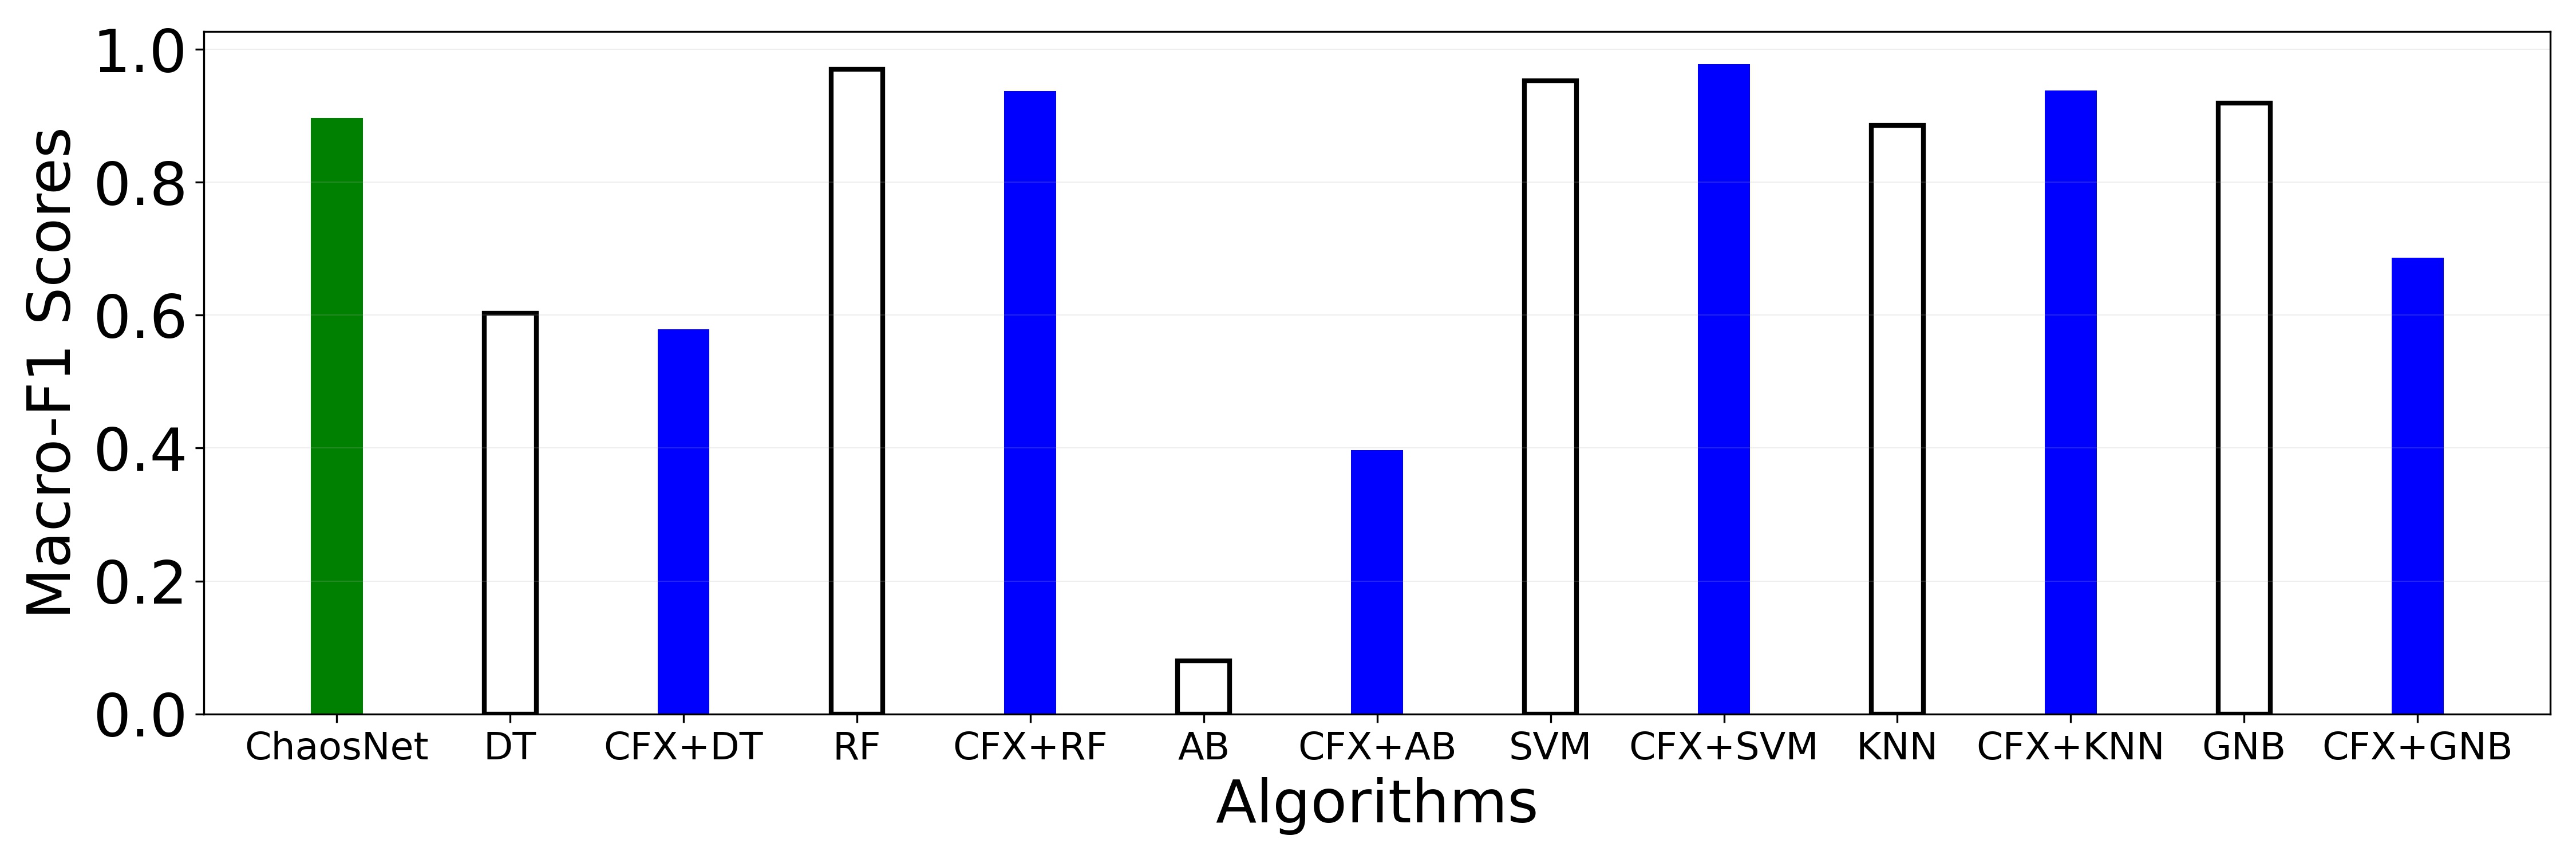 Macro-F1 Scores
1.0
0.8
0.6
0.4
0.2
0.0
ChaosNet DT CFX+DT RF CFX+RF AB CFX+AB SVM CFX+SVM KNN CFX+KNN GNB CFX+GNB
Algorithms